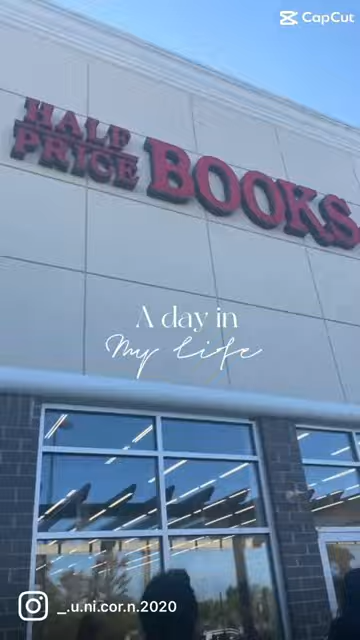 CapCut
HALF
PRICE
BOOKS
A day in
My life
_.u.ni.cor.n.2020